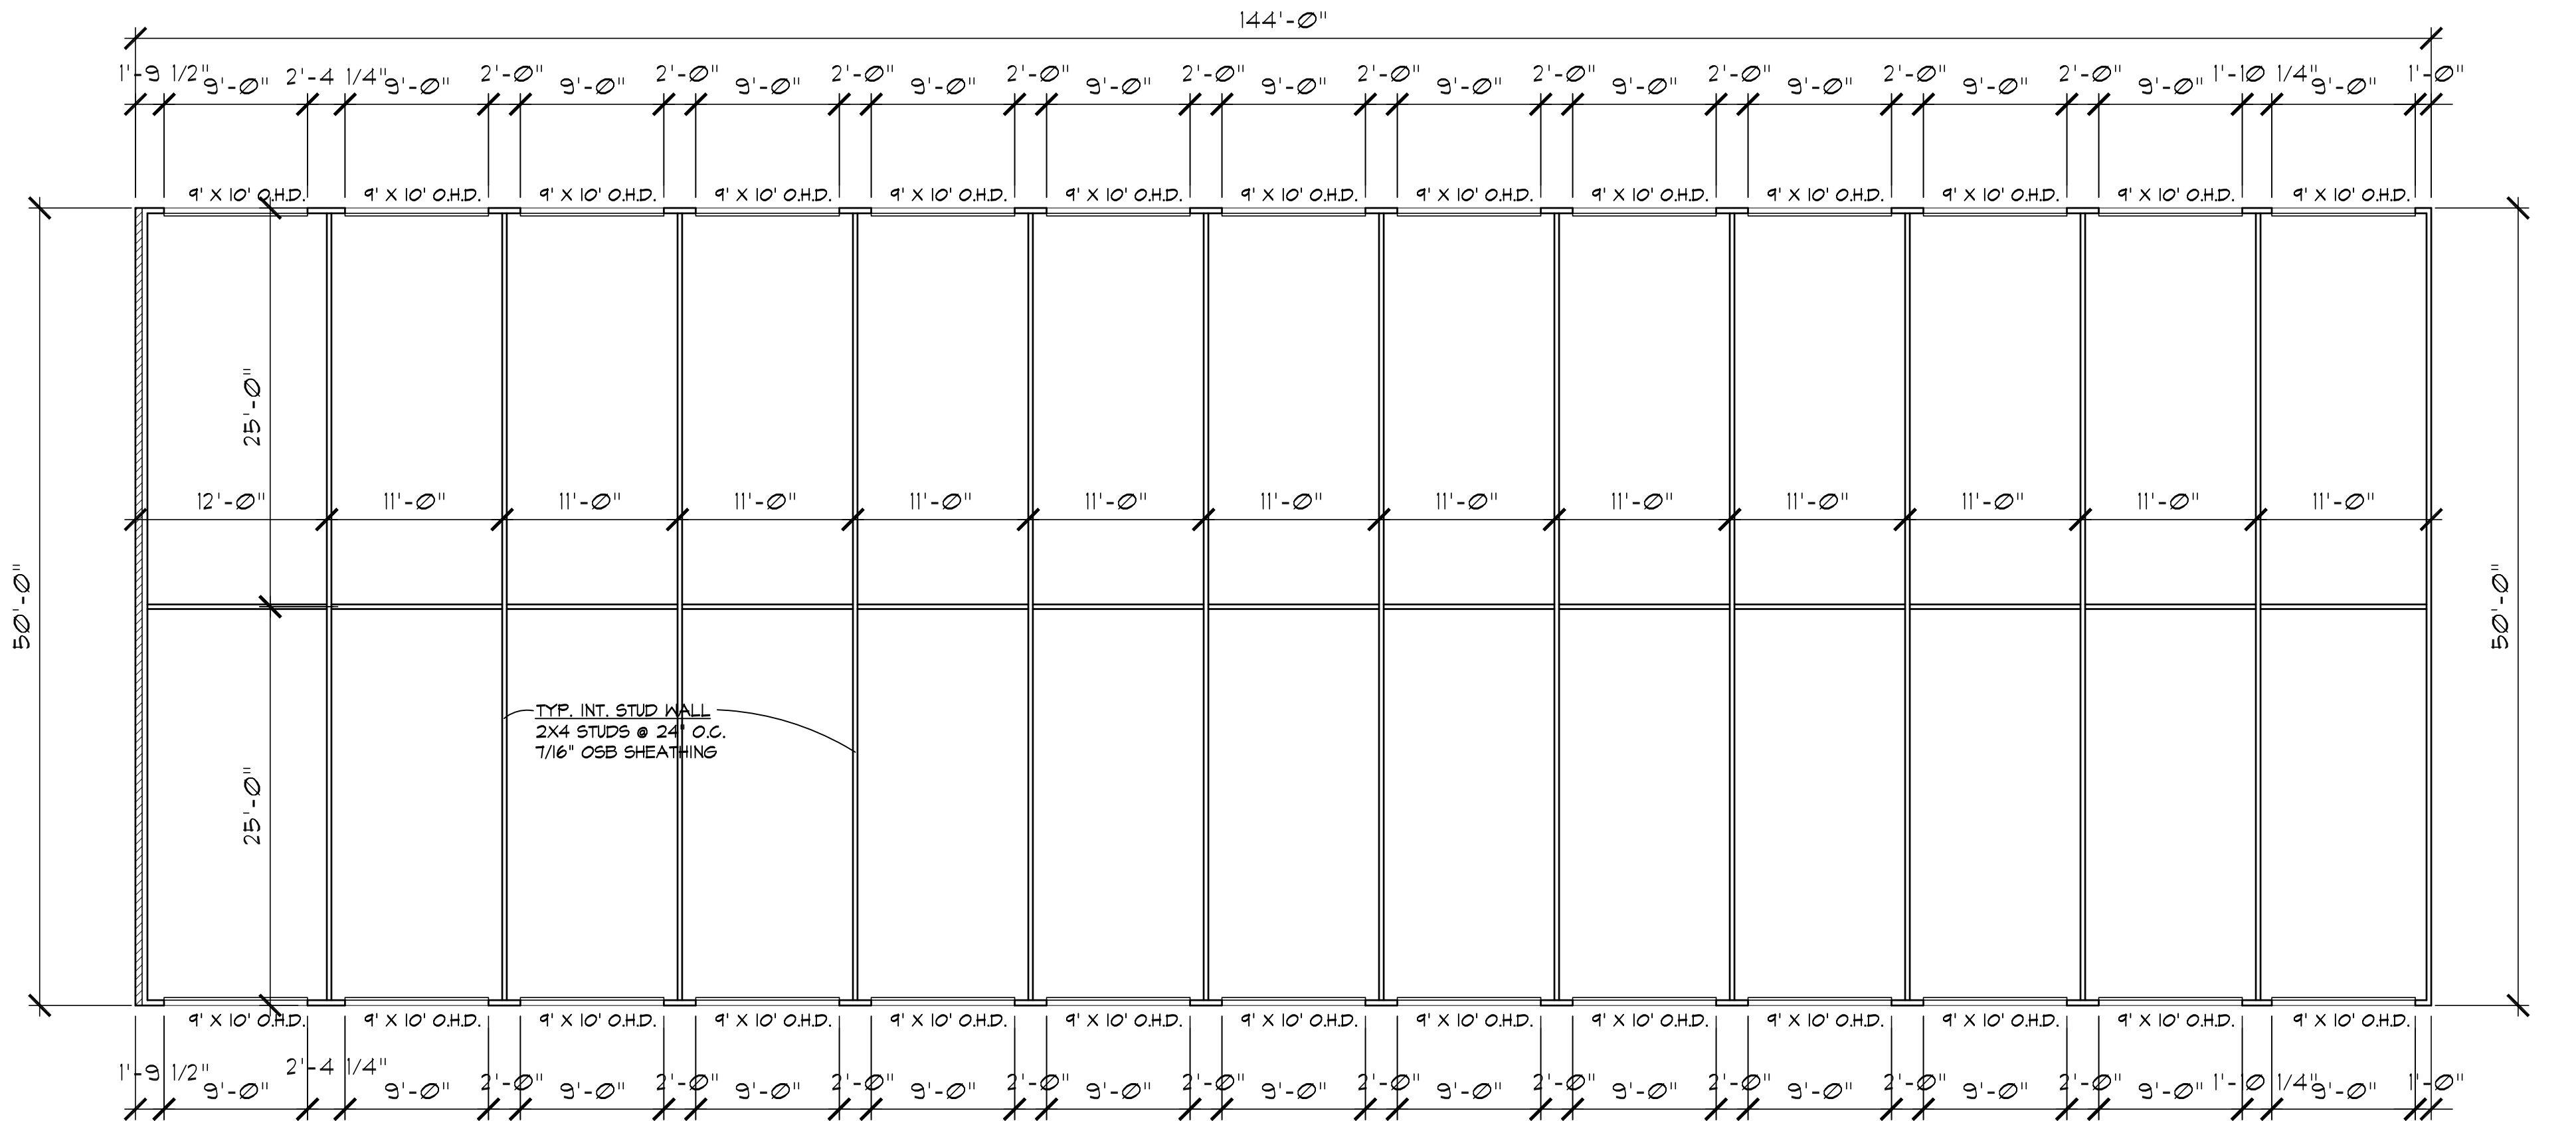 144'-0"
1'-9 1/2" 9'-0" 2'-4 1/4" 9'-0" 2'-0" 9'-0" 2'-0" 9'-0" 2'-0" 9'-0" 2'-0" 9'-0" 2'-0" 9'-0" 2'-0" 9'-0" 2'-0" 9'-0" 2'-0" 9'-0" 2'-0" 9'-0" 2'-0" 9'-0" 1'-10 1/4" 9'-0" 1'-0"
9' X 10' O.H.D. 9' X 10' O.H.D. 9' X 10' O.H.D. 9' X 10' O.H.D. 9' X 10' O.H.D. 9' X 10' O.H.D. 9' X 10' O.H.D. 9' X 10' O.H.D. 9' X 10' O.H.D. 9' X 10' O.H.D. 9' X 10' O.H.D. 9' X 10' O.H.D. 9' X 10' O.H.D.
25'-0"
12'-0" 11'-0" 11'-0" 11'-0" 11'-0" 11'-0" 11'-0" 11'-0" 11'-0" 11'-0" 11'-0" 11'-0" 11'-0"
50'-0"
50'-0"
TYP. INT. STUD WALL
2X4 STUDS @ 24" O.C.
7/16" OSB SHEATHING
25'-0"
9' X 10' O.H.D. 9' X 10' O.H.D. 9' X 10' O.H.D. 9' X 10' O.H.D. 9' X 10' O.H.D. 9' X 10' O.H.D. 9' X 10' O.H.D. 9' X 10' O.H.D. 9' X 10' O.H.D. 9' X 10' O.H.D. 9' X 10' O.H.D. 9' X 10' O.H.D. 9' X 10' O.H.D.
1'-9 1/2" 9'-0" 2'-4 1/4" 9'-0" 2'-0" 9'-0" 2'-0" 9'-0" 2'-0" 9'-0" 2'-0" 9'-0" 2'-0" 9'-0" 2'-0" 9'-0" 2'-0" 9'-0" 2'-0" 9'-0" 2'-0" 9'-0" 2'-0" 9'-0" 1'-10 1/4" 9'-0" 1'-0"